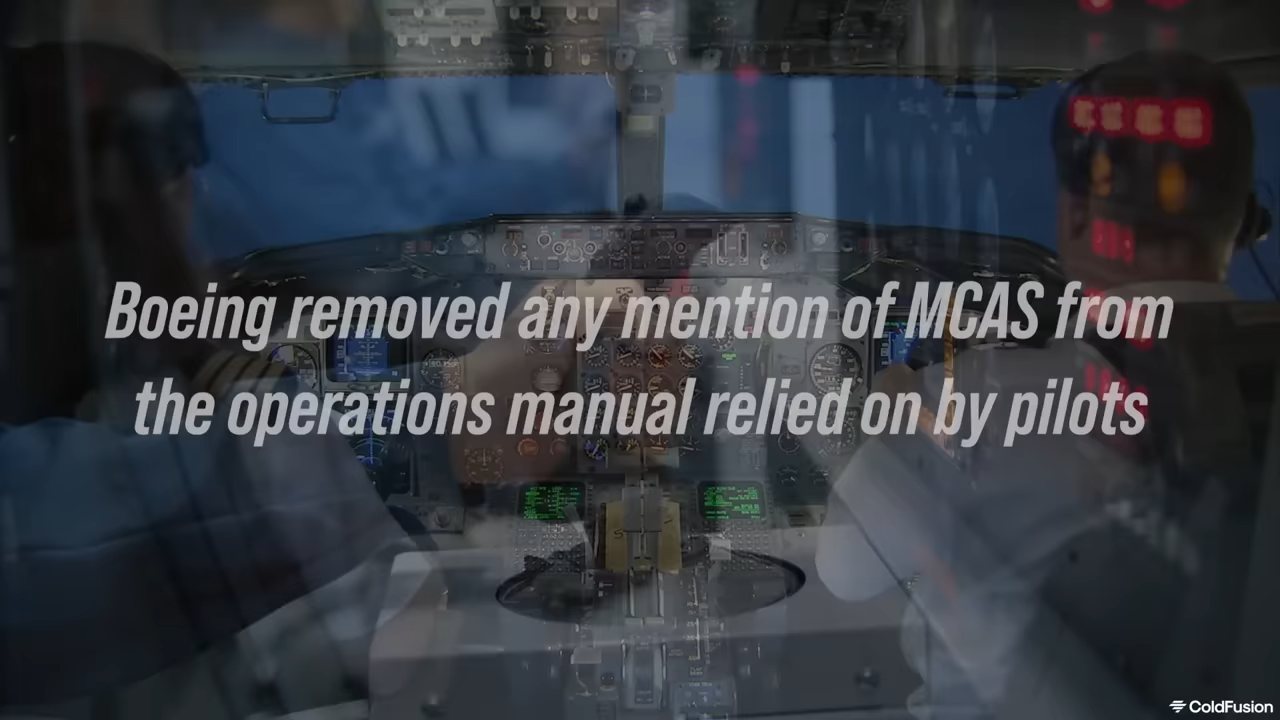 Boeing removed any mention of MCAS from
the operations manual relied on by pilots
ColdFusion